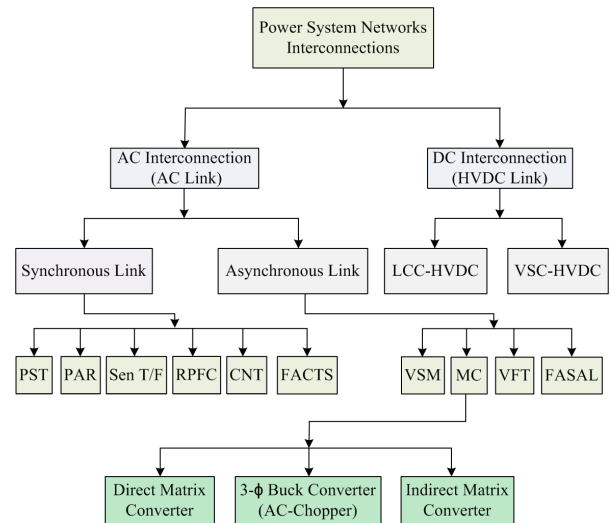 Power System Networks
Interconnections
AC Interconnection
(AC Link)
DC Interconnection
(HVDC Link)
Synchronous Link
Asynchronous Link
LCC-HVDC
VSC-HVDC
PST
PAR
Sen T/F
RPFC
CNT
FACTS
VSM
MC
VFT
FASAL
Direct Matrix
Converter
3-ϕ Buck Converter
(AC-Chopper)
Indirect Matrix
Converter